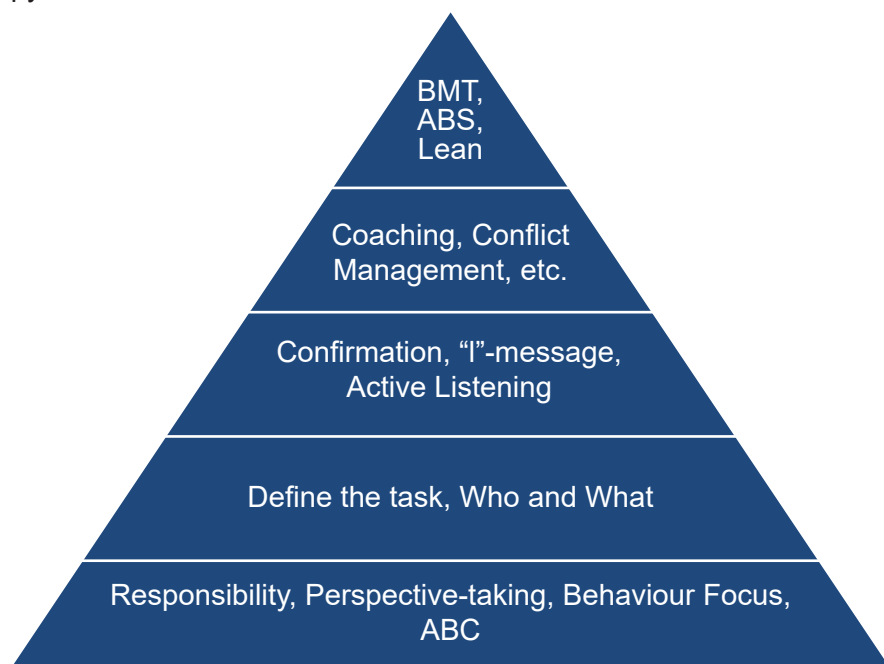 BMT,
ABS,
Lean
Coaching, Conflict
Management, etc.
Confirmation, “I”-message,
Active Listening
Define the task, Who and What
Responsibility, Perspective-taking, Behaviour Focus,
ABC